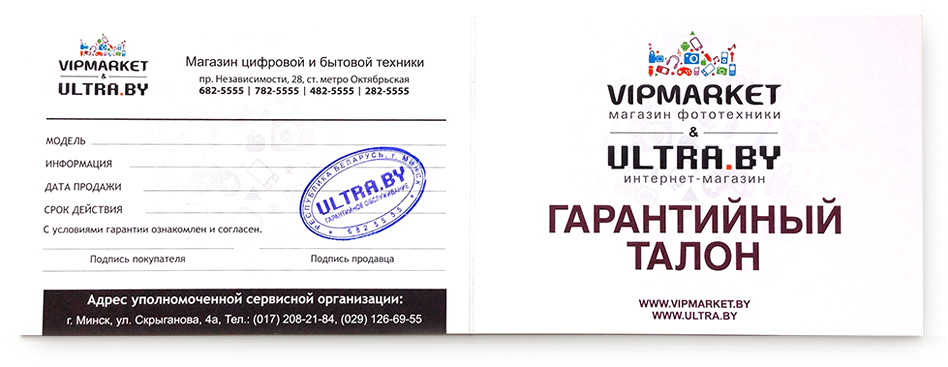 VIPMARKET
&
ULTRA.BY
Магазин цифровой и бытовой техники
пр. Независимости, 28, ст. метро Октябрьская
682-5555 | 782-5555 | 482-5555 | 282-5555
МОДЕЛЬ
ИНФОРМАЦИЯ
ДАТА ПРОДАЖИ
СРОК ДЕЙСТВИЯ
РЕСПУБЛИКА БЕЛАРУСЬ, г. МИНСК
ULTRA.BY
ГАРАНТИЙНОЕ ОБСЛУЖИВАНИЕ
* 682 55 55 *
С условиями гарантии ознакомлен и согласен.
Подпись покупателя Подпись продавца
Адрес уполномоченной сервисной организации:
г. Минск, ул. Скрыганова, 4а, Тел.: (017) 208-21-84, (029) 126-69-55
VIPMARKET
магазин фототехники
&
ULTRA.BY
интернет-магазин
ГАРАНТИЙНЫЙ
ТАЛОН
WWW.VIPMARKET.BY
WWW.ULTRA.BY